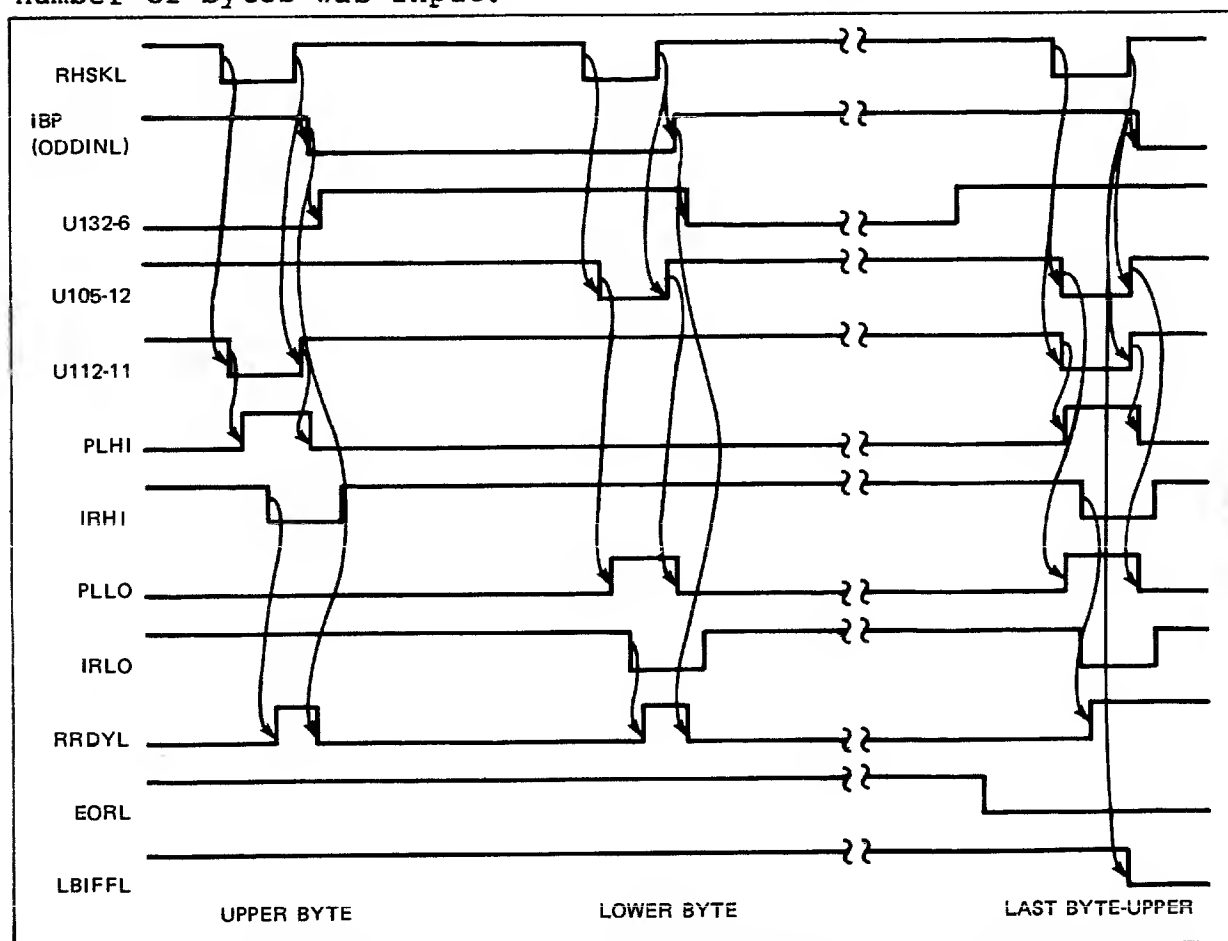 number of bytes was input.
RHSKL
IBP
(ODDINL)
U132-6
U105-12
U112-11
PLHI
IRHI
PLLO
IRLO
RRDYL
EORL
LBIFFL
UPPER BYTE LOWER BYTE LAST BYTE-UPPER